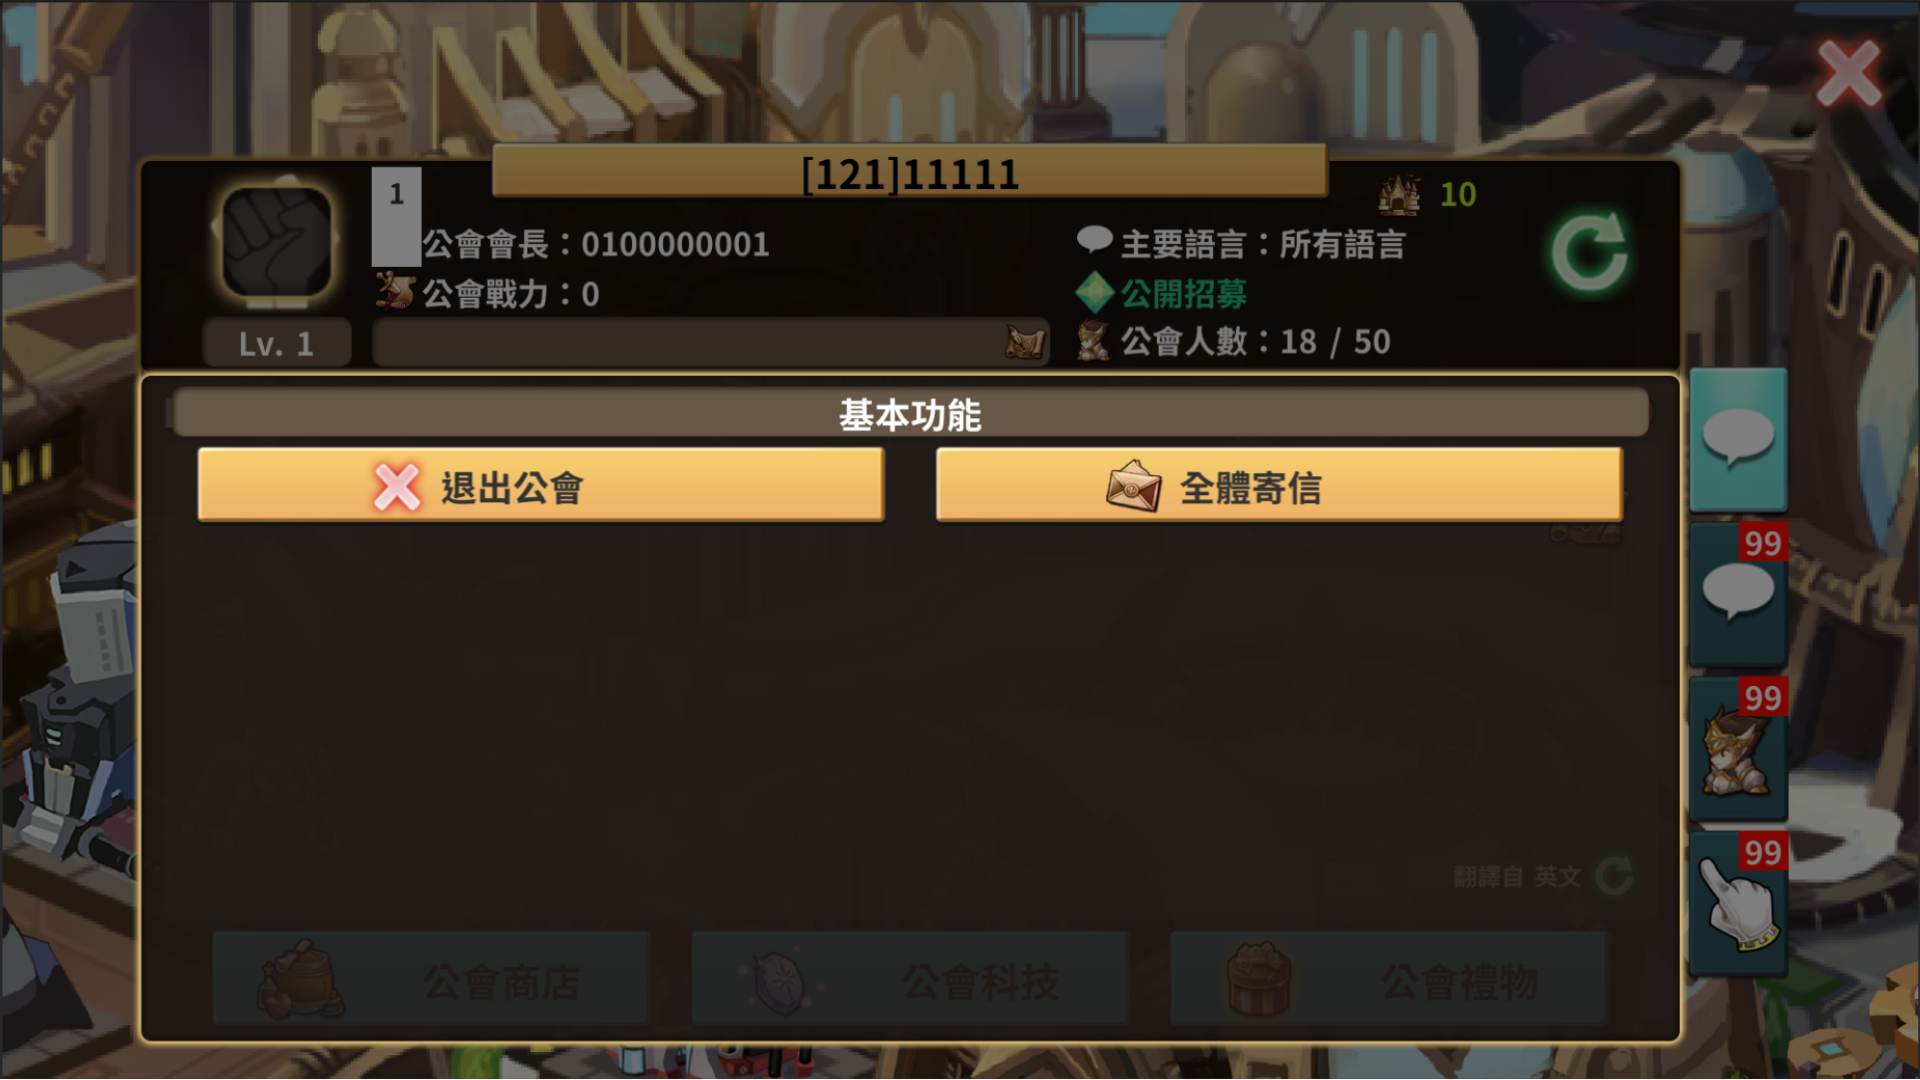 [121]11111
1
10
公會會長：0100000001
主要語言：所有語言
公會戰力：0
公開招募
Lv. 1
公會人數：18 / 50
基本功能
退出公會
全體寄信
99
99
99
翻譯自 英文
公會商店
公會科技
公會禮物